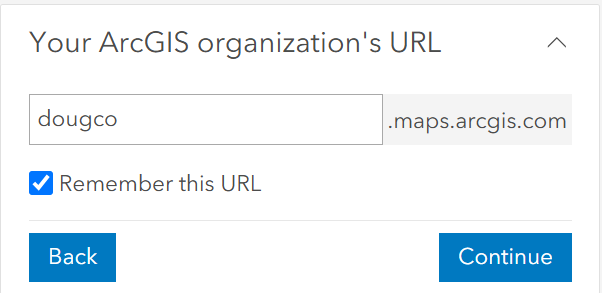 Your ArcGIS organization's URL
dougco .maps.arcgis.com
Remember this URL
Back Continue